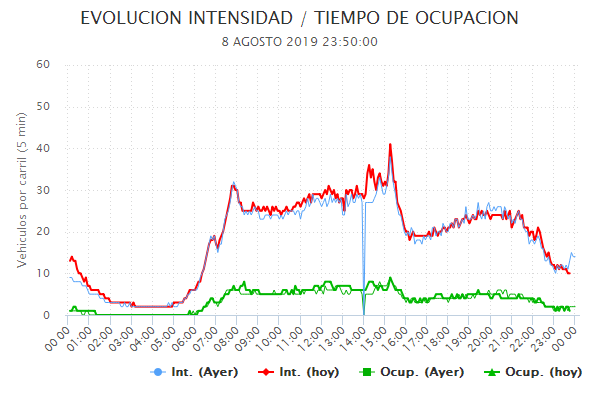 EVOLUCION INTENSIDAD / TIEMPO DE OCUPACION
8 AGOSTO 2019 23:50:00
Vehiculos por carril (5 min)
60
50
40
30
20
10
0
00:00 01:00 02:00 03:00 04:00 05:00 06:00 07:00 08:00 09:00 10:00 11:00 12:00 13:00 14:00 15:00 16:00 17:00 18:00 19:00 20:00 21:00 22:00 23:00 00:00
Int. (Ayer) Int. (hoy) Ocup. (Ayer) Ocup. (hoy)